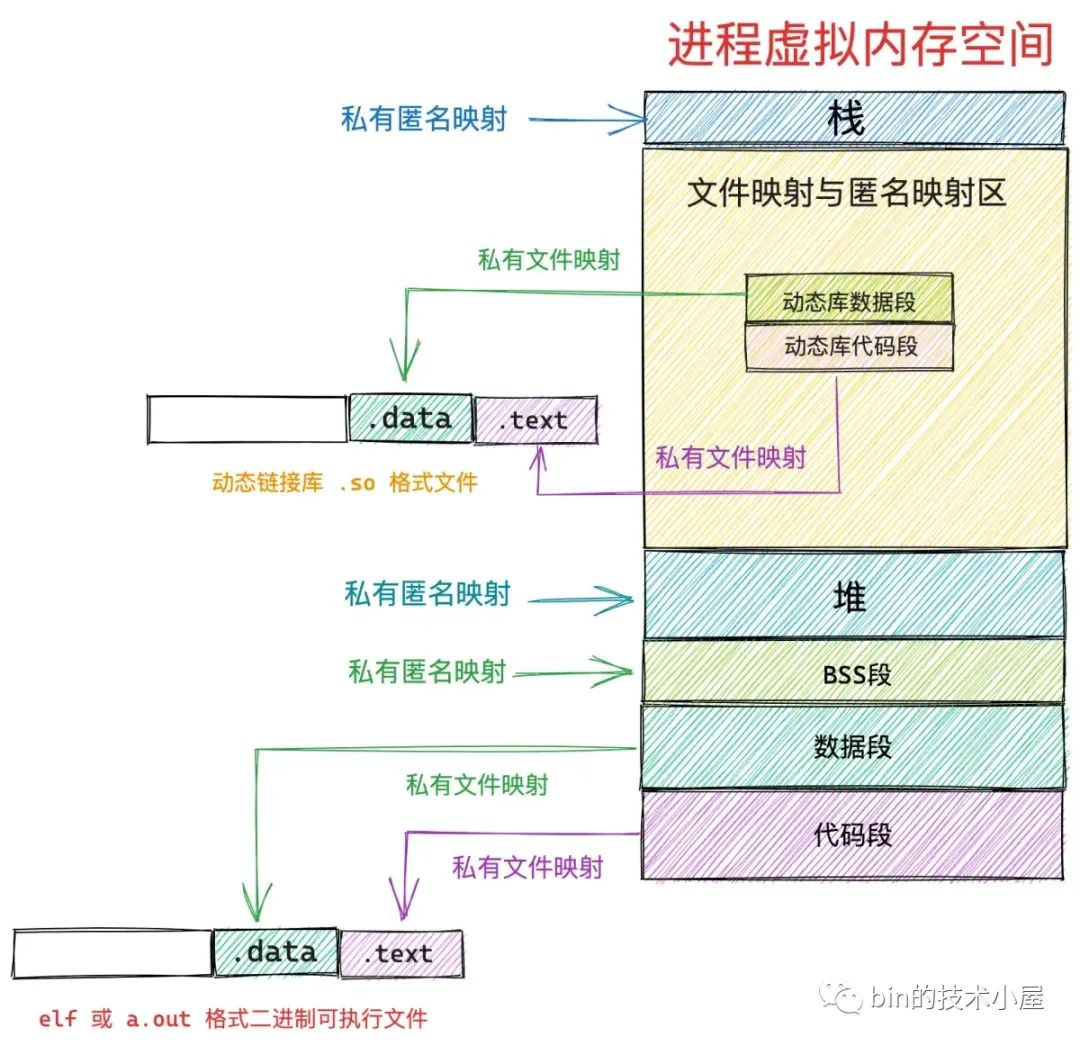 进程虚拟内存空间
私有匿名映射
栈
文件映射与匿名映射区
私有文件映射
动态库数据段
动态库代码段
.data
.text
私有文件映射
动态链接库 .so 格式文件
私有匿名映射
堆
私有匿名映射
BSS段
数据段
私有文件映射
代码段
私有文件映射
.data
.text
bin的技术小屋
elf 或 a.out 格式二进制可执行文件